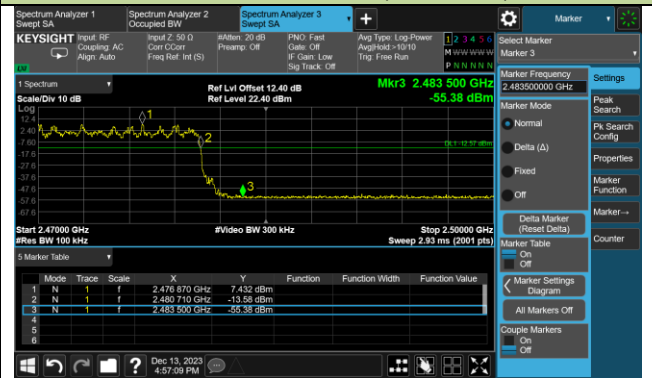 Spectrum Analyzer 1
Swept SA
Spectrum Analyzer 2
Occupied BW
Spectrum Analyzer 3
Swept SA
Marker
KEYSIGHT
Input: RF
Coupling: AC
Align: Auto
Input Z: 50 Ω
Corr CCorr
Freq Ref: Int (S)
#Atten: 20 dB
Preamp: Off
PNO: Fast
Gate: Off
IF Gain: Low
Sig Track: Off
Avg Type: Log-Power
Avg|Hold:>10/10
Trig: Free Run
1 2 3 4 5 6
M W W W W W
P N N N N N
Select Marker
Marker 3
1 Spectrum
Scale/Div 10 dB
Ref Lvl Offset 12.40 dB
Ref Level 22.40 dBm
Mkr3 2.483 500 GHz
-55.38 dBm
Log
12.4
2.40
-7.60
-17.6
-27.6
-37.6
-47.6
-57.6
-67.6
1
2
3
DL1 -12.57 dBm
Start 2.47000 GHz
#Res BW 100 kHz
#Video BW 300 kHz
Stop 2.50000 GHz
Sweep 2.93 ms (2001 pts)
5 Marker Table
Mode Trace Scale X Y Function Function Width Function Value
1 N 1 f 2.476 870 GHz 7.432 dBm
2 N 1 f 2.480 710 GHz -13.58 dBm
3 N 1 f 2.483 500 GHz -55.38 dBm
4
5
6
Marker Frequency
2.483500000 GHz
Marker Mode
Normal
Delta (Δ)
Fixed
Off
Delta Marker
(Reset Delta)
Marker Table
On
Off
Marker Settings
Diagram
All Markers Off
Couple Markers
On
Off
Settings
Peak
Search
Pk Search
Config
Properties
Marker
Function
Marker→
Counter
?
Dec 13, 2023
4:57:09 PM